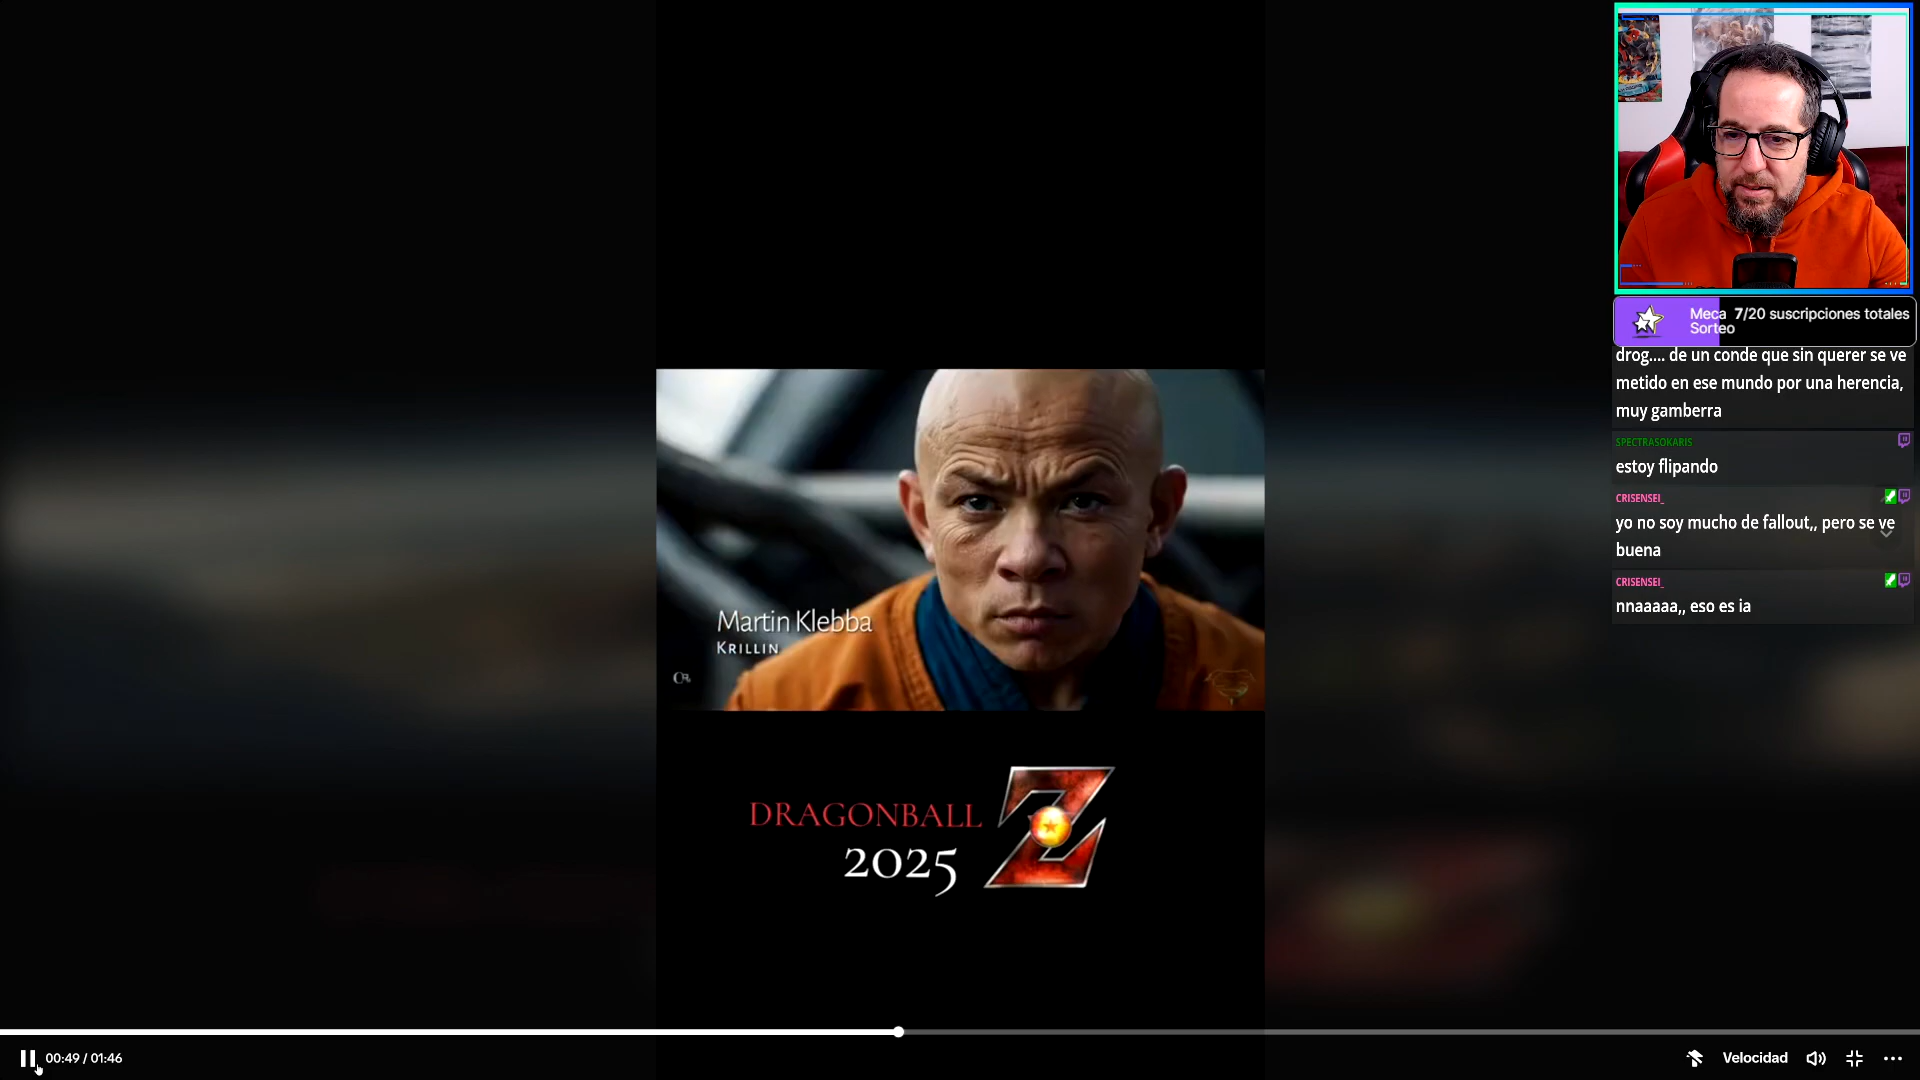 Meca 7/20 suscripciones totales
Sorteo
drog.... de un conde que sin querer se ve
metido en ese mundo por una herencia,
muy gamberra
SPECTRASOKARIS
estoy flipando
CRISENSEI_
yo no soy mucho de fallout,, pero se ve
buena
CRISENSEI_
nnaaaaa,, eso es ia
Martin Klebba
KRILLIN
DRAGONBALL Z
2025
00:49 / 01:46
Velocidad